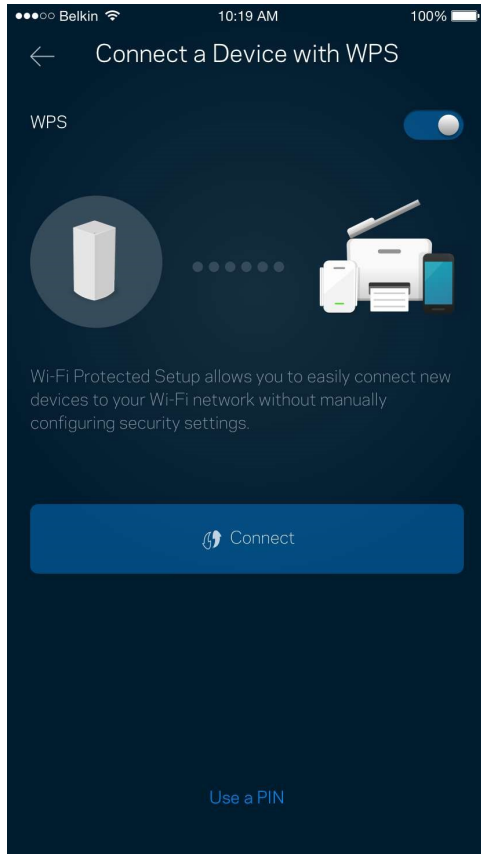 Belkin 10:19 AM 100%
Connect a Device with WPS
WPS
Wi-Fi Protected Setup allows you to easily connect new
devices to your Wi-Fi network without manually
configuring security settings.
Connect
Use a PIN